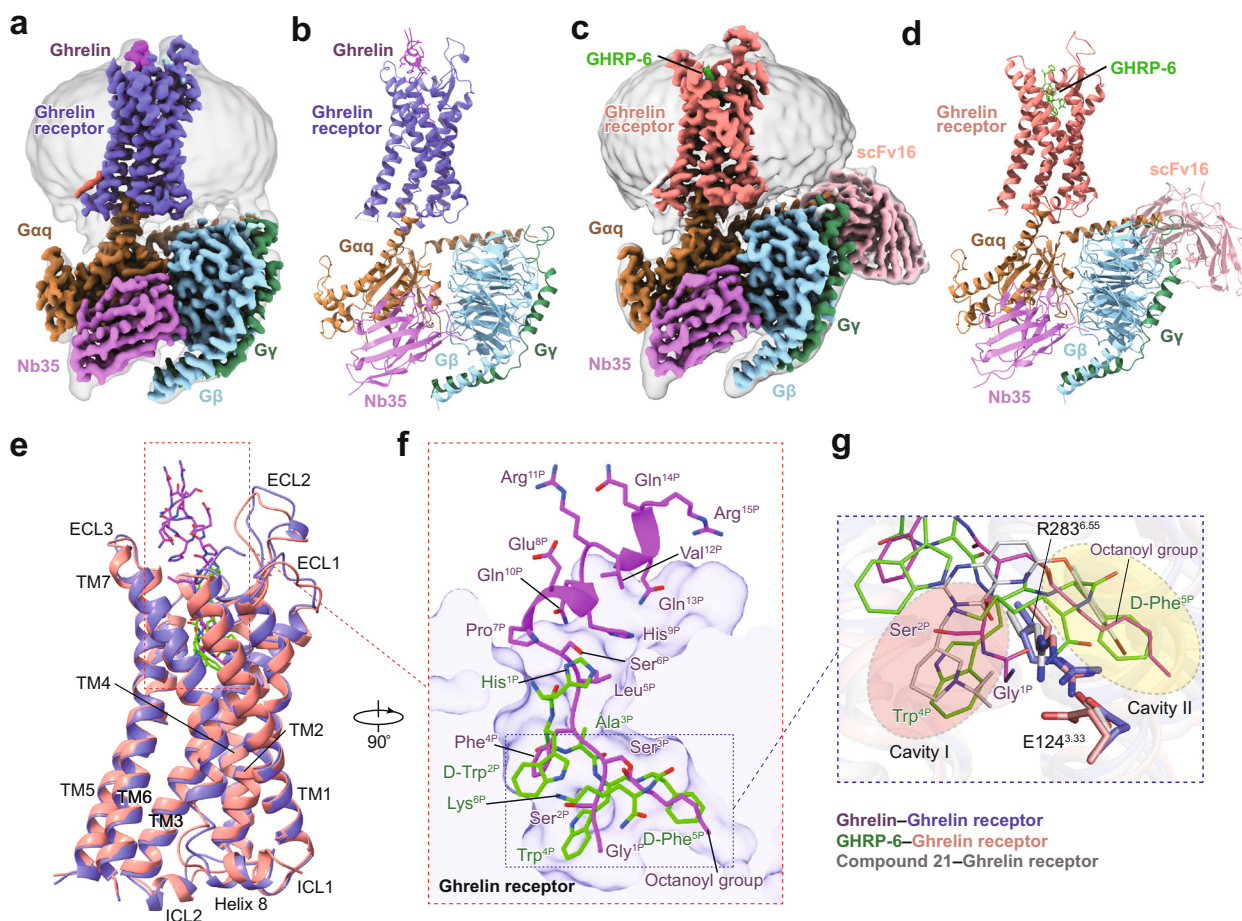 a
Ghrelin
Ghrelin
receptor
Gαq
Nb35
Gβ
Gγ
b
Ghrelin
Ghrelin
receptor
Gαq
Gβ
Nb35
Gγ
c
GHRP-6
Ghrelin
receptor
scFv16
Gαq
Nb35
Gβ
Gγ
d
GHRP-6
Ghrelin
receptor
scFv16
Gαq
Gβ
Nb35
Gγ
e
ECL2
ECL3
ECL1
TM7
TM4
TM2
TM5
TM6
TM3
TM1
ICL1
ICL2
Helix 8
90°
f
Arg11P
Gln14P
Arg15P
Glu8P
Val12P
Gln10P
Gln13P
Pro7P
His9P
Ser6P
His1P
Leu5P
Ala3P
Phe4P
Ser3P
D-Trp2P
Lys6P
Ser2P
D-Phe5P
Trp4P
Gly1P
Octanoyl group
Ghrelin receptor
g
R2836.55
Octanoyl group
D-Phe5P
Ser2P
Gly1P
Trp4P
Cavity II
Cavity I
E1243.33
Ghrelin–Ghrelin receptor
GHRP-6–Ghrelin receptor
Compound 21–Ghrelin receptor